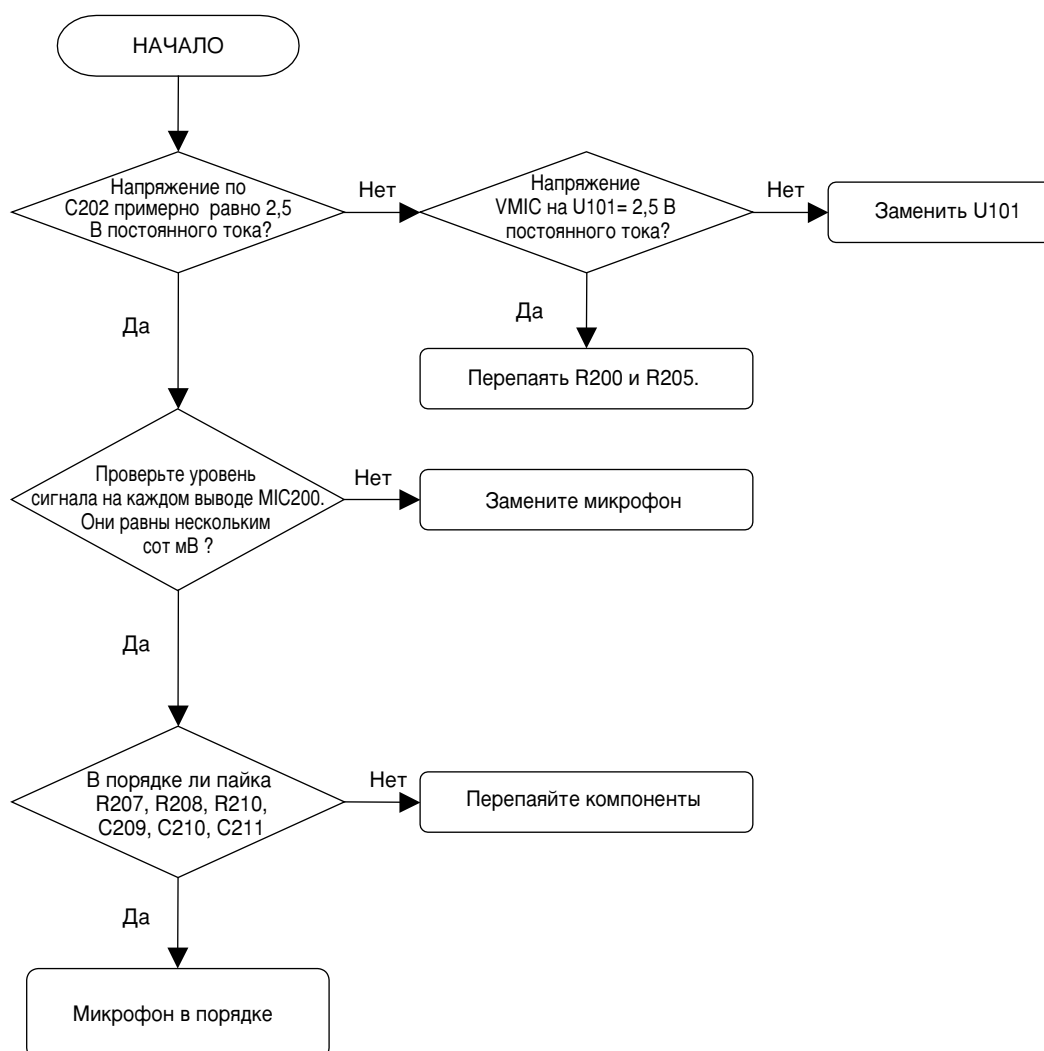 НАЧАЛО
Напряжение по
С202 примерно равно 2,5
В постоянного тока?
Нет
Напряжение
VMIC на U101= 2,5 В
постоянного тока?
Нет
Заменить U101
Да
Да
Перепаять R200 и R205.
Проверьте уровень
сигнала на каждом выводе MIC200.
Они равны нескольким
сот мВ ?
Нет
Замените микрофон
Да
В порядке ли пайка
R207, R208, R210,
C209, C210, C211
Нет
Перепаяйте компоненты
Да
Микрофон в порядке